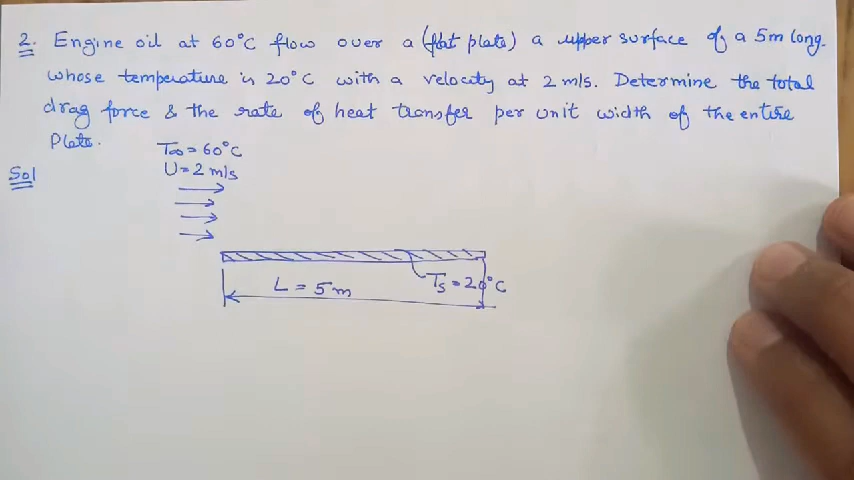 2. Engine oil at 60°C flow over a (flat plate) a upper surface of a 5m long.
whose temperature is 20°C with a velocity at 2 m/s. Determine the total
drag force & the rate of heat transfer per unit width of the entire
Plate.
Sol
T∞ = 60°C
U = 2 m/s
L = 5m
Ts = 20°C